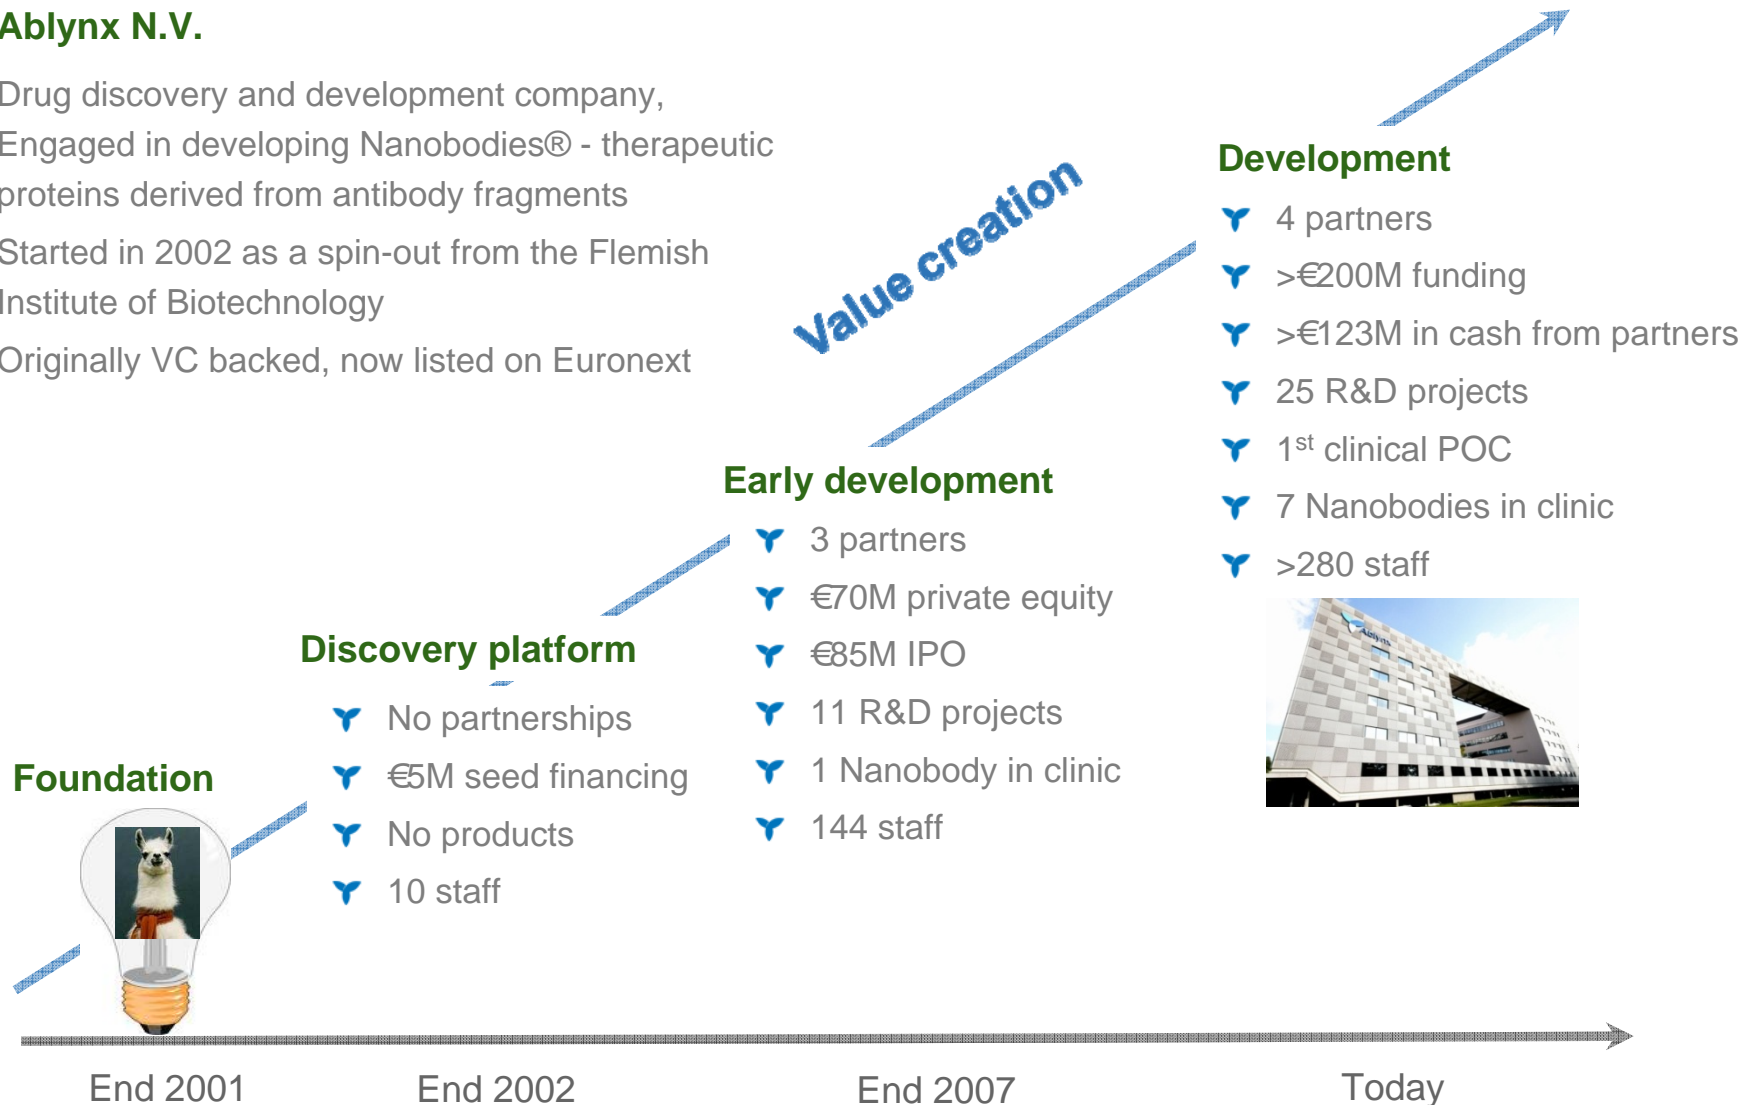 Ablynx N.V.
Drug discovery and development company,
Engaged in developing Nanobodies® - therapeutic
proteins derived from antibody fragments
Started in 2002 as a spin-out from the Flemish
Institute of Biotechnology
Originally VC backed, now listed on Euronext
Value creation
Foundation
Discovery platform
No partnerships
€5M seed financing
No products
10 staff
Early development
3 partners
€70M private equity
€85M IPO
11 R&D projects
1 Nanobody in clinic
144 staff
Development
4 partners
>€200M funding
>€123M in cash from partners
25 R&D projects
1st clinical POC
7 Nanobodies in clinic
>280 staff
Ablynx
End 2001
End 2002
End 2007
Today